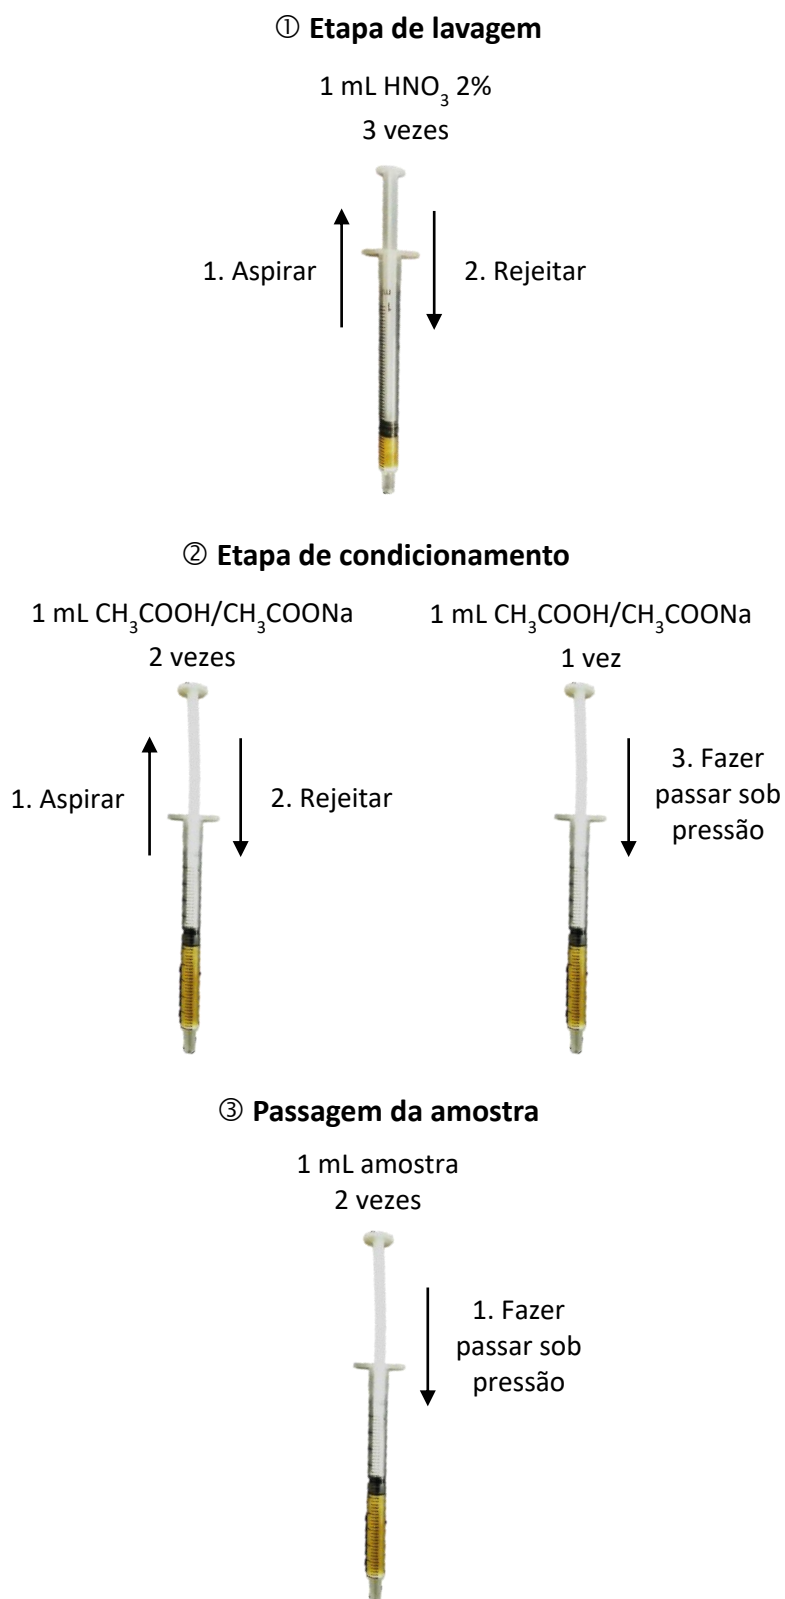 ① Etapa de lavagem
1 mL HNO₃ 2%
3 vezes
1. Aspirar
2. Rejeitar
② Etapa de condicionamento
1 mL CH₃COOH/CH₃COONa
2 vezes
1. Aspirar
2. Rejeitar
1 mL CH₃COOH/CH₃COONa
1 vez
3. Fazer
passar sob
pressão
③ Passagem da amostra
1 mL amostra
2 vezes
1. Fazer
passar sob
pressão